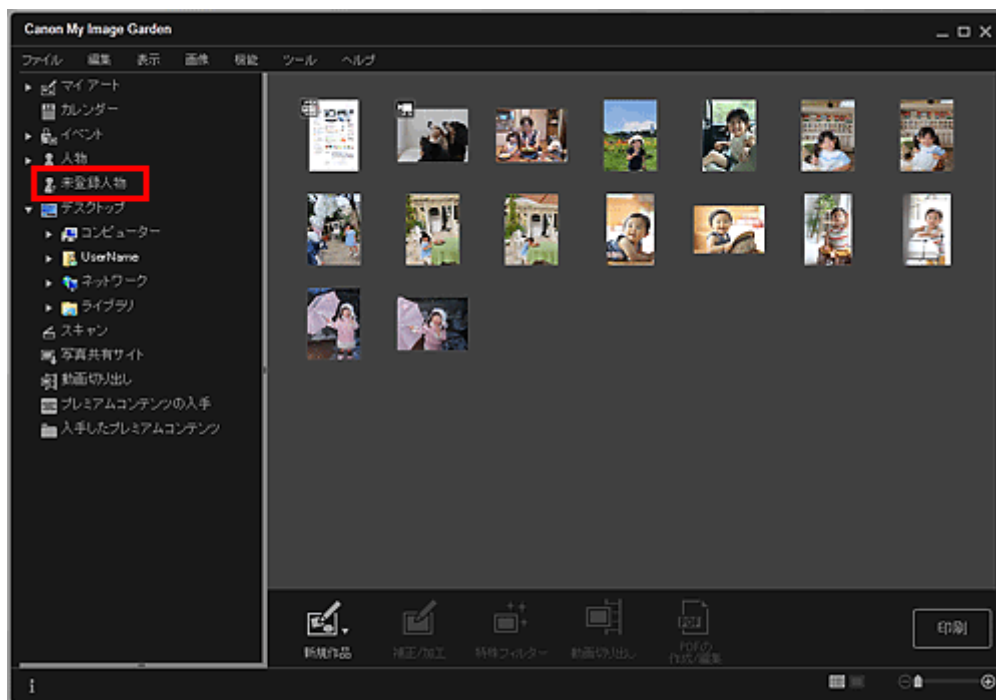 Canon My Image Garden
ファイル 編集 表示 画像 機能 ツール ヘルプ
マイ アート
カレンダー
イベント
人物
未登録人物
デスクトップ
コンピューター
UserName
ネットワーク
ライブラリ
スキャン
写真共有サイト
動画切り出し
プレミアムコンテンツの入手
入手したプレミアムコンテンツ
新規作品 補正/加工 特殊フィルター 動画切り出し PDFの
作成/編集
印刷